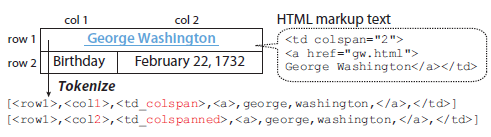 col 1 col 2 HTML markup text
row 1 George Washington
<td colspan="2">
<a href="gw.html">
George Washington</a></td>
row 2 Birthday February 22, 1732
Tokenize
[<row1>,<col1>,<td_colspan>,<a>,george,washington,</a>,</td>]
[<row1>,<col2>,<td_colspanned>,<a>,george,washington,</a>,</td>]